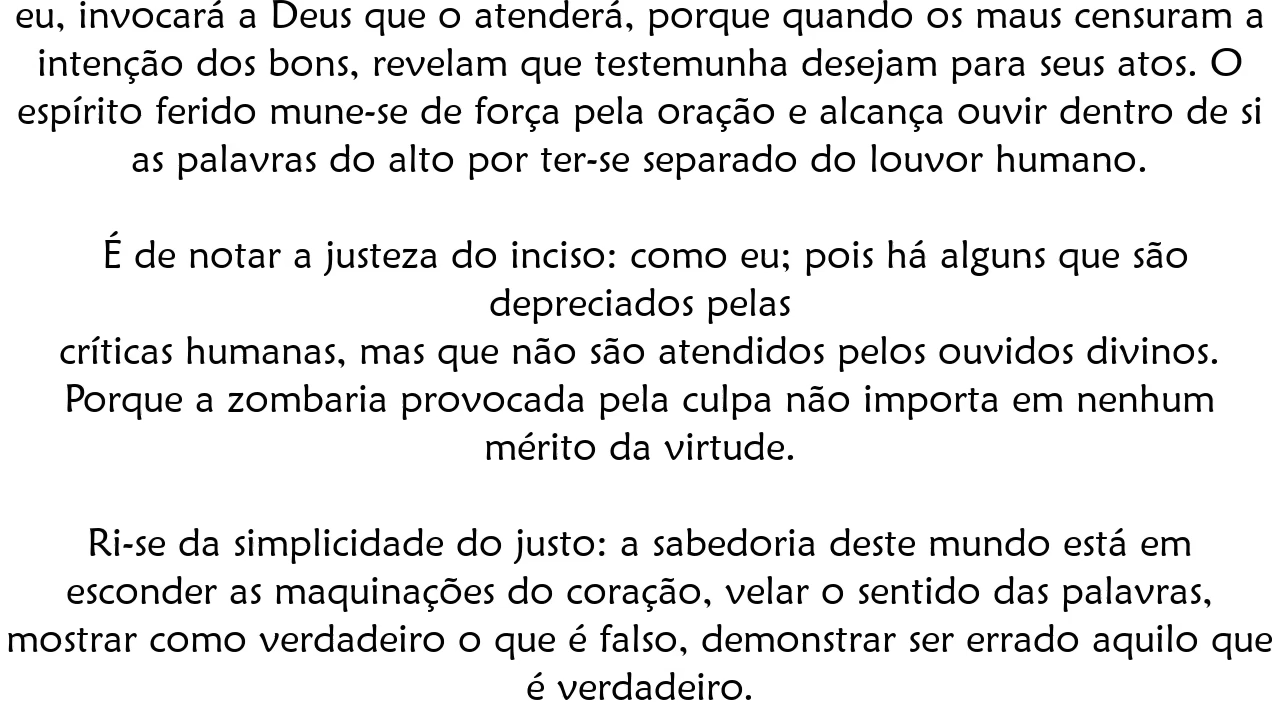 eu, invocará a Deus que o atenderá, porque quando os maus censuram a
intenção dos bons, revelam que testemunha desejam para seus atos. O
espírito ferido mune-se de força pela oração e alcança ouvir dentro de si
as palavras do alto por ter-se separado do louvor humano.
É de notar a justeza do inciso: como eu; pois há alguns que são
depreciados pelas
críticas humanas, mas que não são atendidos pelos ouvidos divinos.
Porque a zombaria provocada pela culpa não importa em nenhum
mérito da virtude.
Ri-se da simplicidade do justo: a sabedoria deste mundo está em
esconder as maquinações do coração, velar o sentido das palavras,
mostrar como verdadeiro o que é falso, demonstrar ser errado aquilo que
é verdadeiro.